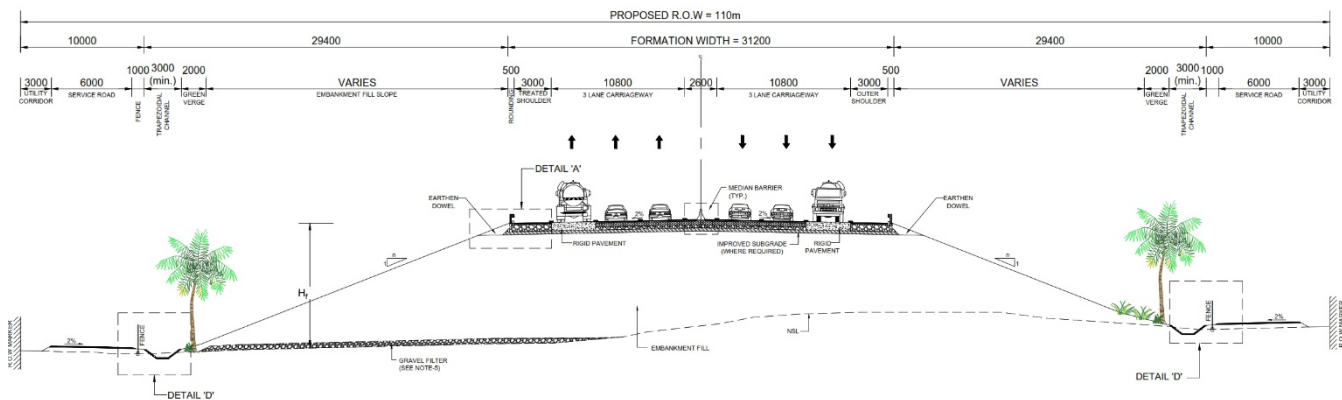 PROPOSED R.O.W = 110m
10000
29400
FORMATION WIDTH = 31200
29400
10000
3000
6000
1000
3000
(min.)
2000
VARIES
500
3000
10800
2600
10800
3000
500
VARIES
2000
3000
(min.)
1000
6000
3000
UTILITY
CORRIDOR
SERVICE ROAD
FENCE
TRAPEZOIDAL
CHANNEL
GREEN
VERGE
EMBANKMENT FILL SLOPE
ROUNDING
TREATED
SHOULDER
3 LANE CARRIAGEWAY
3 LANE CARRIAGEWAY
OUTER
SHOULDER
GREEN
VERGE
TRAPEZOIDAL
CHANNEL
FENCE
SERVICE ROAD
UTILITY
CORRIDOR
DETAIL 'A'
MEDIAN BARRIER
(TYP.)
EARTHEN
DOWEL
EARTHEN
DOWEL
2%
2%
RIGID PAVEMENT
IMPROVED SUBGRADE
(WHERE REQUIRED)
RIGID
PAVEMENT
n
1
n
1
Hf
R.O.W MARKER
2%
FENCE
GRAVEL FILTER
(SEE NOTE-5)
EMBANKMENT FILL
NSL
FENCE
2%
DETAIL 'D'
DETAIL 'D'